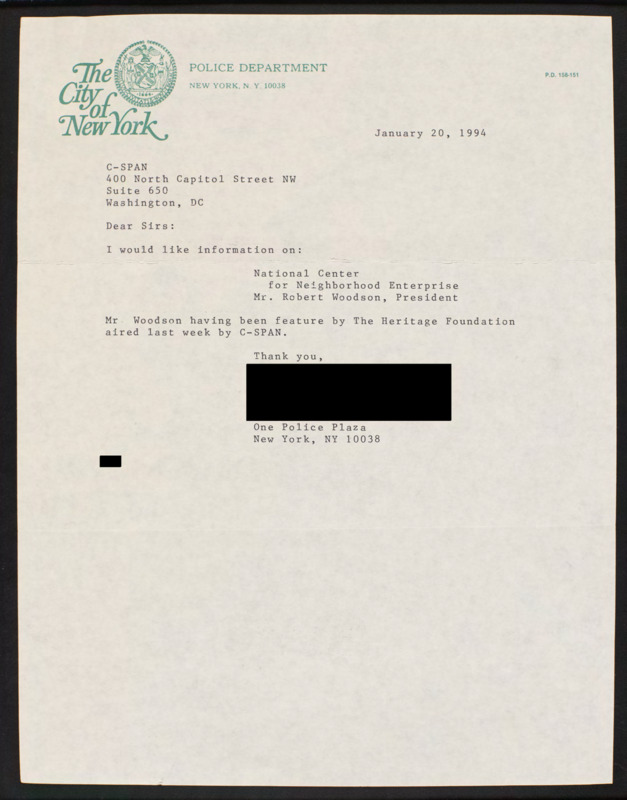 The
City
of
New York
POLICE DEPARTMENT
NEW YORK, N. Y. 10038
P.D. 158-151
January 20, 1994
C-SPAN
400 North Capitol Street NW
Suite 650
Washington, DC
Dear Sirs:
I would like information on:
National Center
for Neighborhood Enterprise
Mr. Robert Woodson, President
Mr Woodson having been feature by The Heritage Foundation
aired last week by C-SPAN.
Thank you,
One Police Plaza
New York, NY 10038